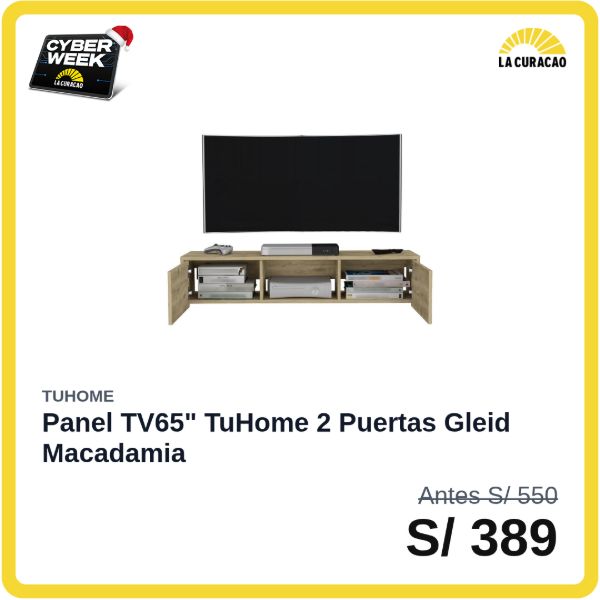 CYBER
WEEK
LA CURACAO
LA CURACAO
TUHOME
Panel TV65" TuHome 2 Puertas Gleid
Macadamia
Antes S/ 550
S/ 389